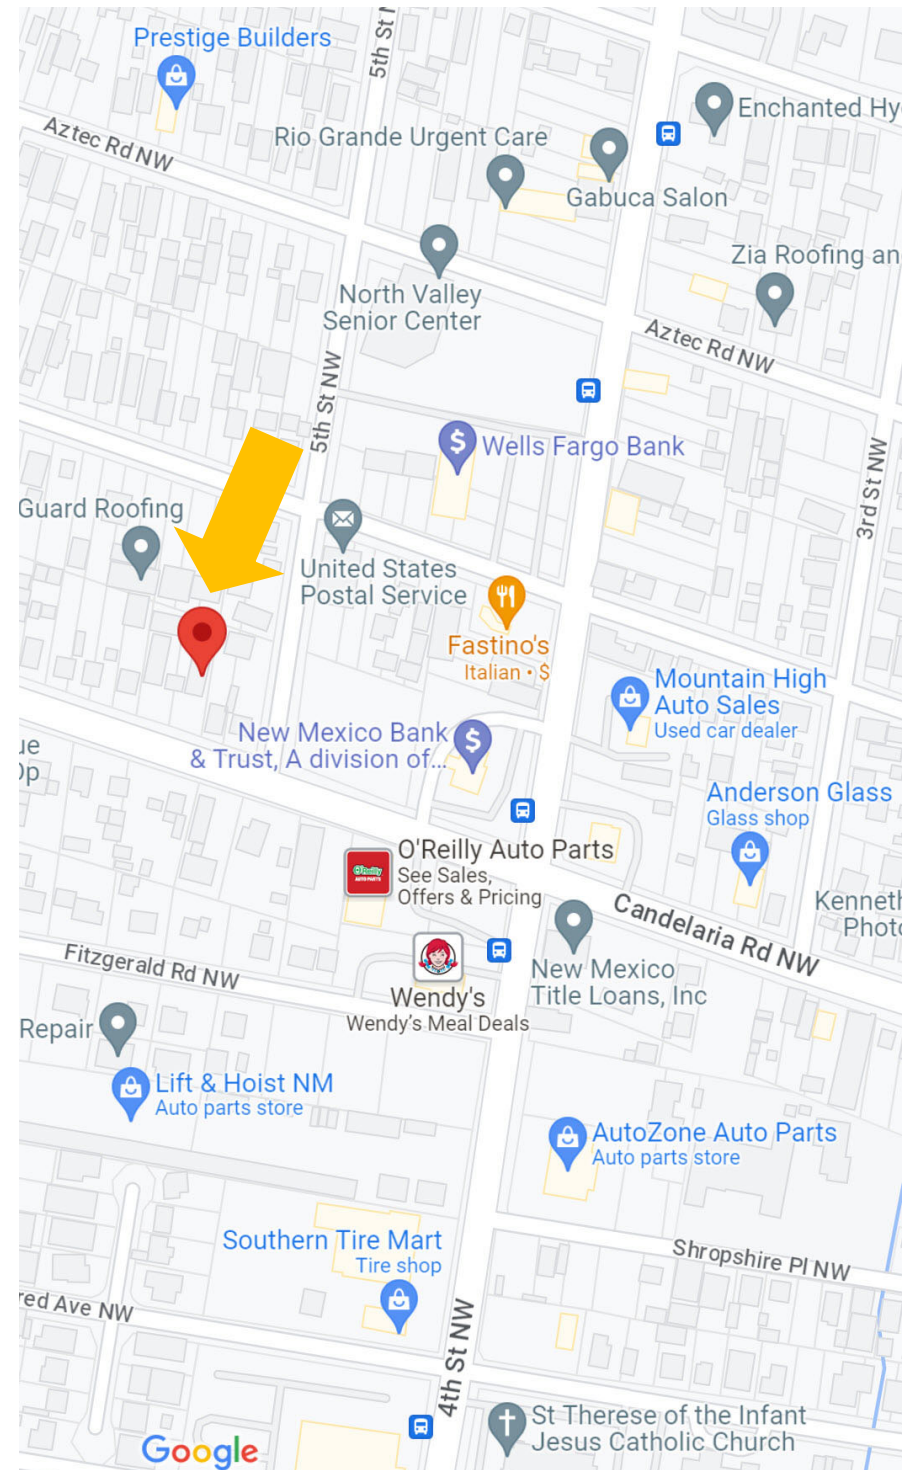 Prestige Builders
5th St N
Enchanted Hy
Aztec Rd NW
Rio Grande Urgent Care
Gabuca Salon
Zia Roofing an
North Valley
Senior Center
Aztec Rd NW
5th St NW
Wells Fargo Bank
3rd St NW
Guard Roofing
United States
Postal Service
Fastino's
Italian • $
Mountain High
Auto Sales
Used car dealer
New Mexico Bank
& Trust, A division of...
ue
Op
Anderson Glass
Glass shop
O'Reilly Auto Parts
See Sales,
Offers & Pricing
Kenneth
Photo
Candelaria Rd NW
Fitzgerald Rd NW
New Mexico
Title Loans, Inc
Wendy's
Wendy's Meal Deals
Repair
Lift & Hoist NM
Auto parts store
AutoZone Auto Parts
Auto parts store
Southern Tire Mart
Tire shop
Shropshire Pl NW
red Ave NW
4th St NW
St Therese of the Infant
Jesus Catholic Church
Google